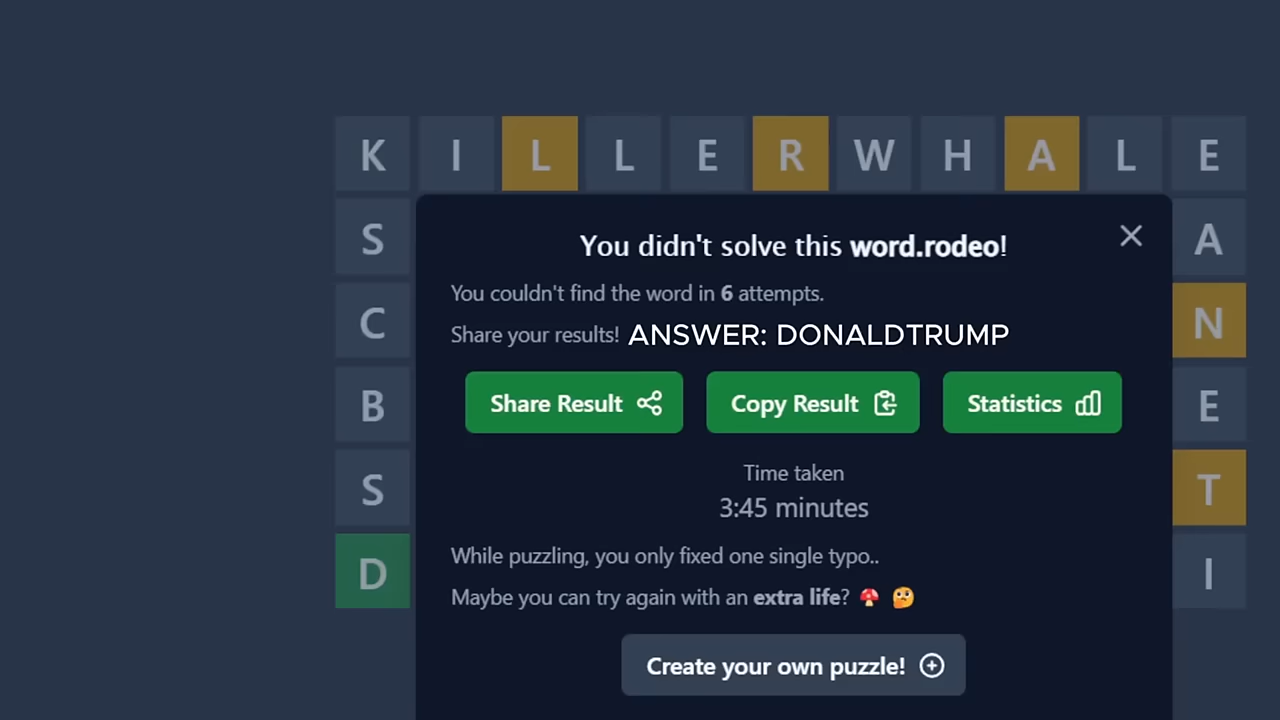 K I L L E R W H A L E
S A
You didn't solve this word.rodeo!
You couldn't find the word in 6 attempts.
C N
Share your results! ANSWER: DONALDTRUMP
Share Result Copy Result Statistics
B E
Time taken
S T
3:45 minutes
While puzzling, you only fixed one single typo..
D I
Maybe you can try again with an extra life?
Create your own puzzle!